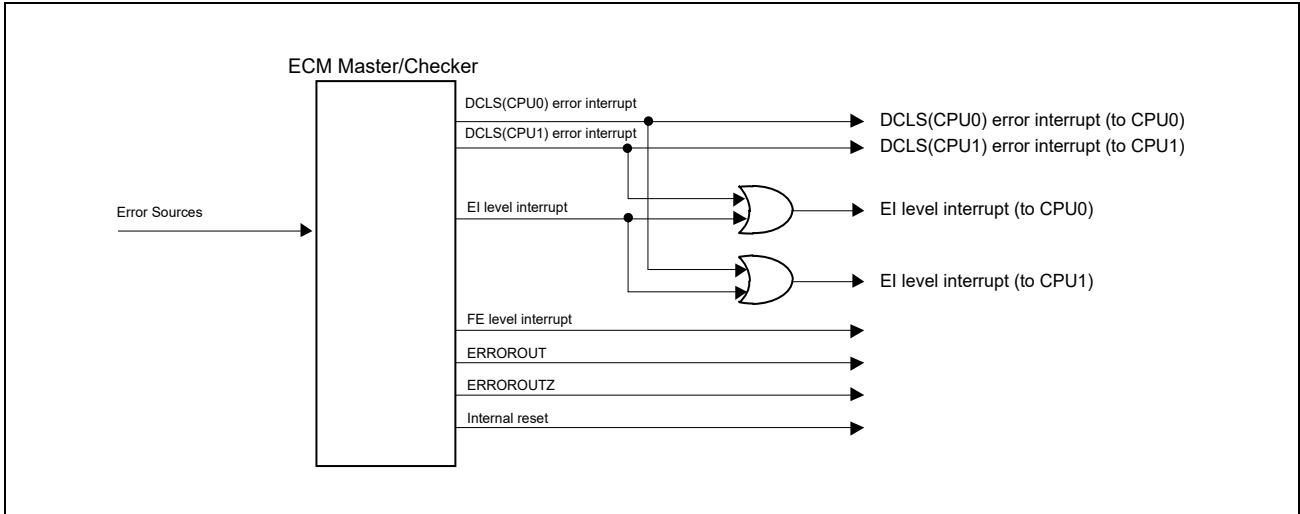 ECM Master/Checker
DCLS(CPU0) error interrupt
DCLS(CPU0) error interrupt (to CPU0)
DCLS(CPU1) error interrupt
DCLS(CPU1) error interrupt (to CPU1)
Error Sources
EI level interrupt
EI level interrupt (to CPU0)
EI level interrupt (to CPU1)
FE level interrupt
ERROROUT
ERROROUTZ
Internal reset